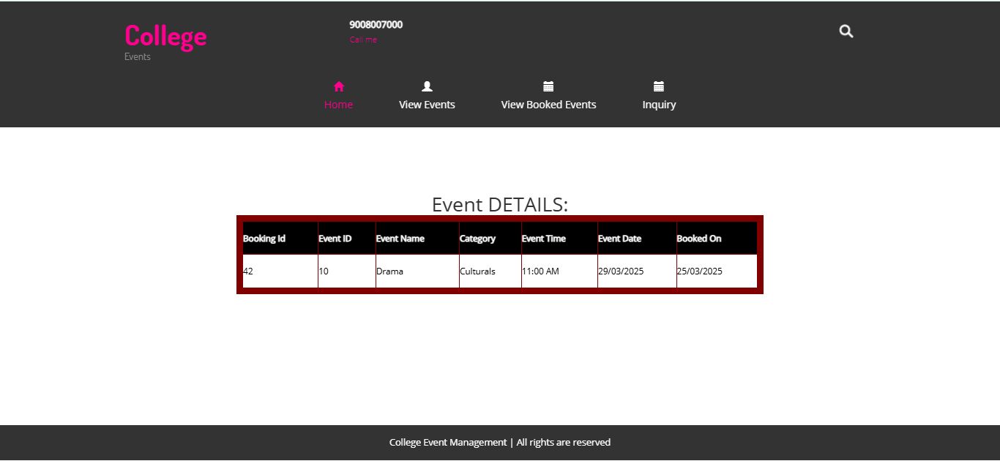 College
Events
9008007000
Call me
Home
View Events
View Booked Events
Inquiry
Event DETAILS:
Booking Id Event ID Event Name Category Event Time Event Date Booked On
42 10 Drama Culturals 11:00 AM 29/03/2025 25/03/2025
College Event Management | All rights are reserved